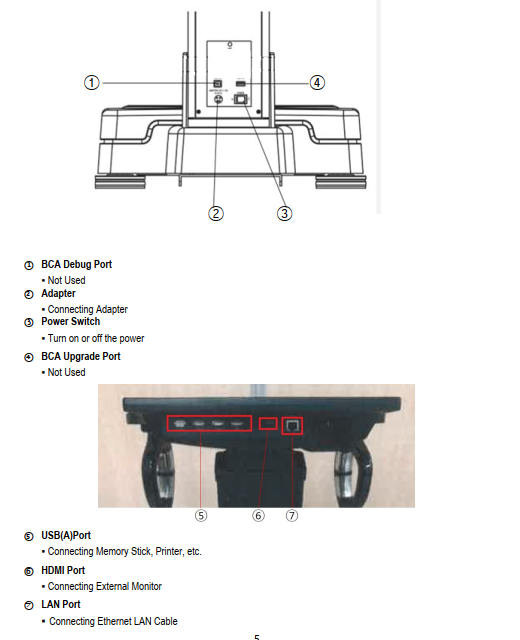 ①
④
②
③
① BCA Debug Port
▪ Not Used
② Adapter
▪ Connecting Adapter
③ Power Switch
▪ Turn on or off the power
④ BCA Upgrade Port
▪ Not Used
⑤ ⑥ ⑦
⑤ USB(A)Port
▪ Connecting Memory Stick, Printer, etc.
⑥ HDMI Port
▪ Connecting External Monitor
⑦ LAN Port
▪ Connecting Ethernet LAN Cable
5